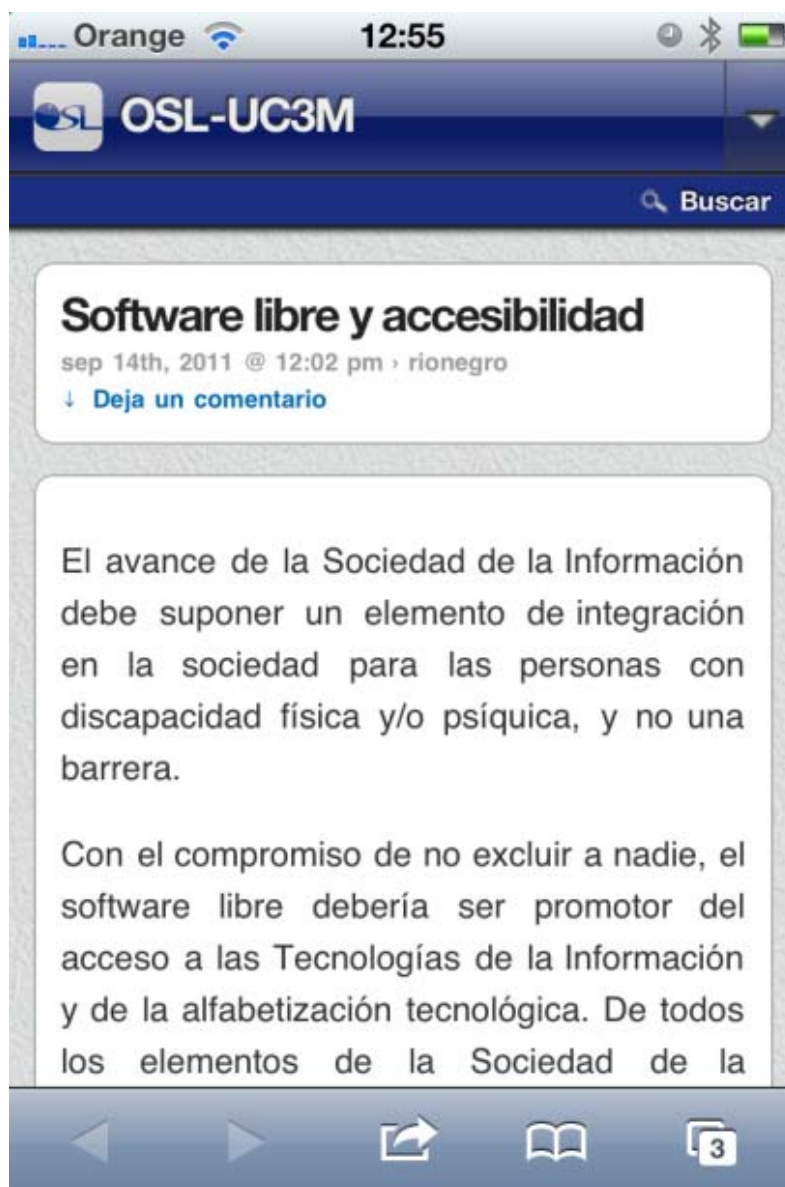 Orange 12:55
OSL OSL-UC3M
Buscar
Software libre y accesibilidad
sep 14th, 2011 @ 12:02 pm › rionegro
↓ Deja un comentario
El avance de la Sociedad de la Información
debe suponer un elemento de integración
en la sociedad para las personas con
discapacidad física y/o psíquica, y no una
barrera.
Con el compromiso de no excluir a nadie, el
software libre debería ser promotor del
acceso a las Tecnologías de la Información
y de la alfabetización tecnológica. De todos
los elementos de la Sociedad de la
3